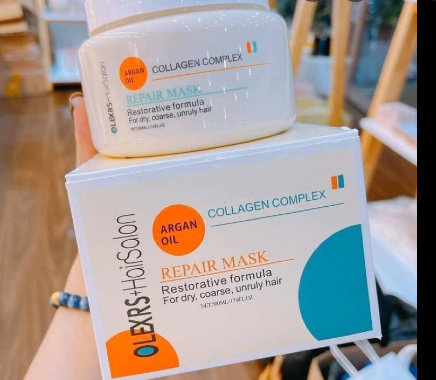 ARGAN
OIL
COLLAGEN COMPLEX
REPAIR MASK
Restorative formula
For dry, coarse, unruly hair
OLEXRS+HairSalon
ARGAN
OIL
COLLAGEN COMPLEX
REPAIR MASK
Restorative formula
For dry, coarse, unruly hair
OLEXRS+HairSalon